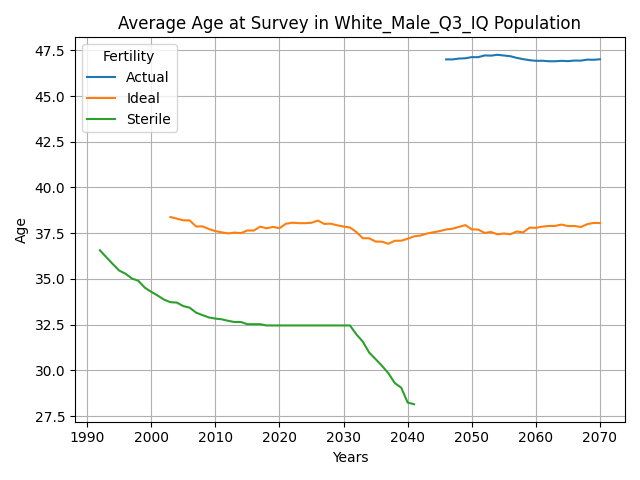 Average Age at Survey in White_Male_Q3_IQ Population
Fertility
Actual
Ideal
Sterile
Age
47.5
45.0
42.5
40.0
37.5
35.0
32.5
30.0
27.5
1990 2000 2010 2020 2030 2040 2050 2060 2070
Years